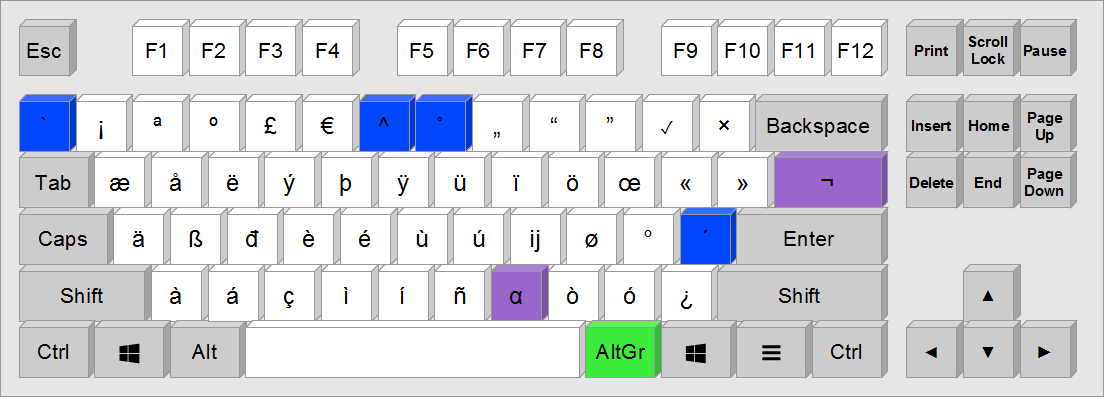 Esc F1 F2 F3 F4 F5 F6 F7 F8 F9 F10 F11 F12 Print Scroll Lock Pause
` ¡ ª º £ € ^ ° „ “ ” ✓ × Backspace Insert Home Page Up
Tab æ å ë ý þ ÿ ü ï ö œ « » ¬ Delete End Page Down
Caps ä ß đ è é ù ú ij ø ° ´ Enter
Shift à á ç ì í ñ α ò ó ¿ Shift ▲
Ctrl Alt AltGr Ctrl ◄ ▼ ►